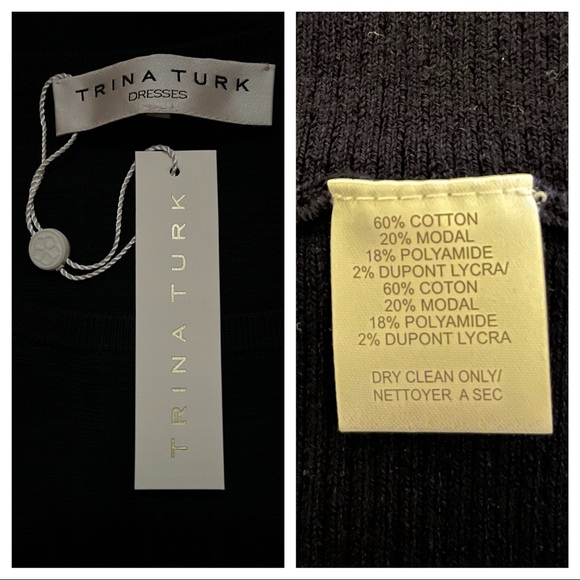 TRINA TURK
DRESSES
TRINA TURK
60% COTTON
20% MODAL
18% POLYAMIDE
2% DUPONT LYCRA/
60% COTON
20% MODAL
18% POLYAMIDE
2% DUPONT LYCRA
DRY CLEAN ONLY/
NETTOYER A SEC